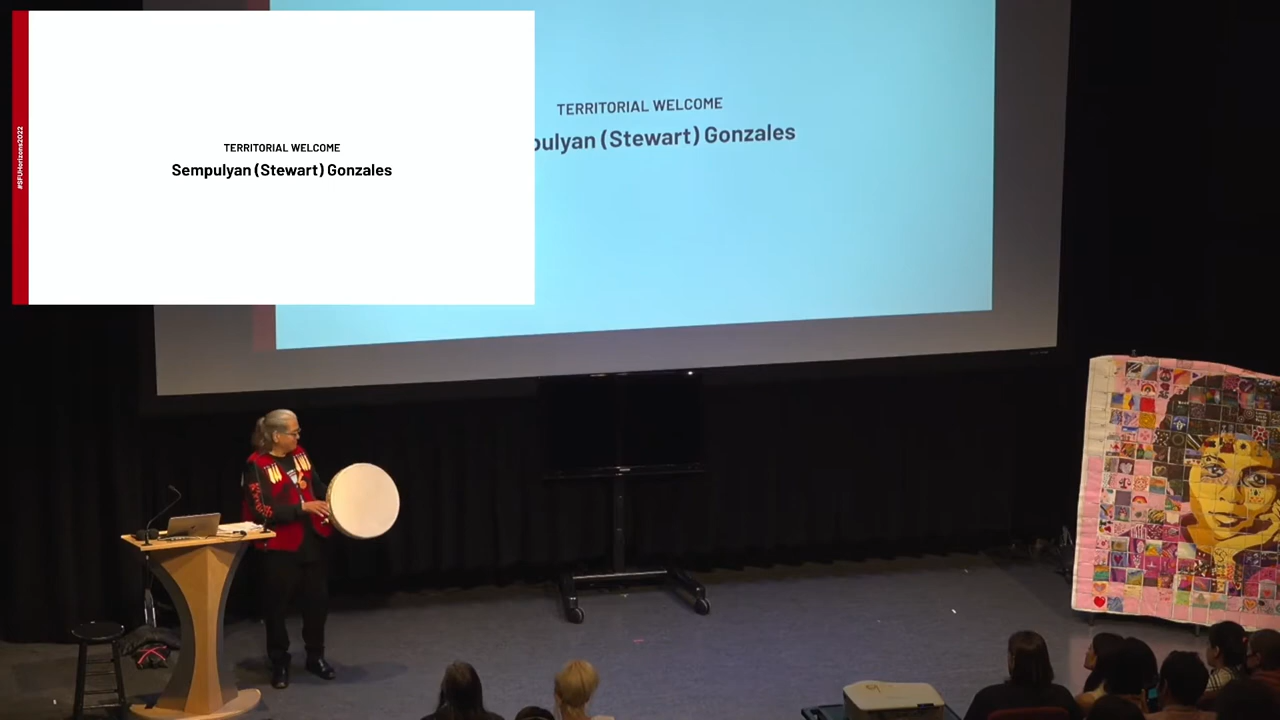 #SFUHorizons2022
TERRITORIAL WELCOME
Sempulyan (Stewart) Gonzales
TERRITORIAL WELCOME
pulyan (Stewart) Gonzales